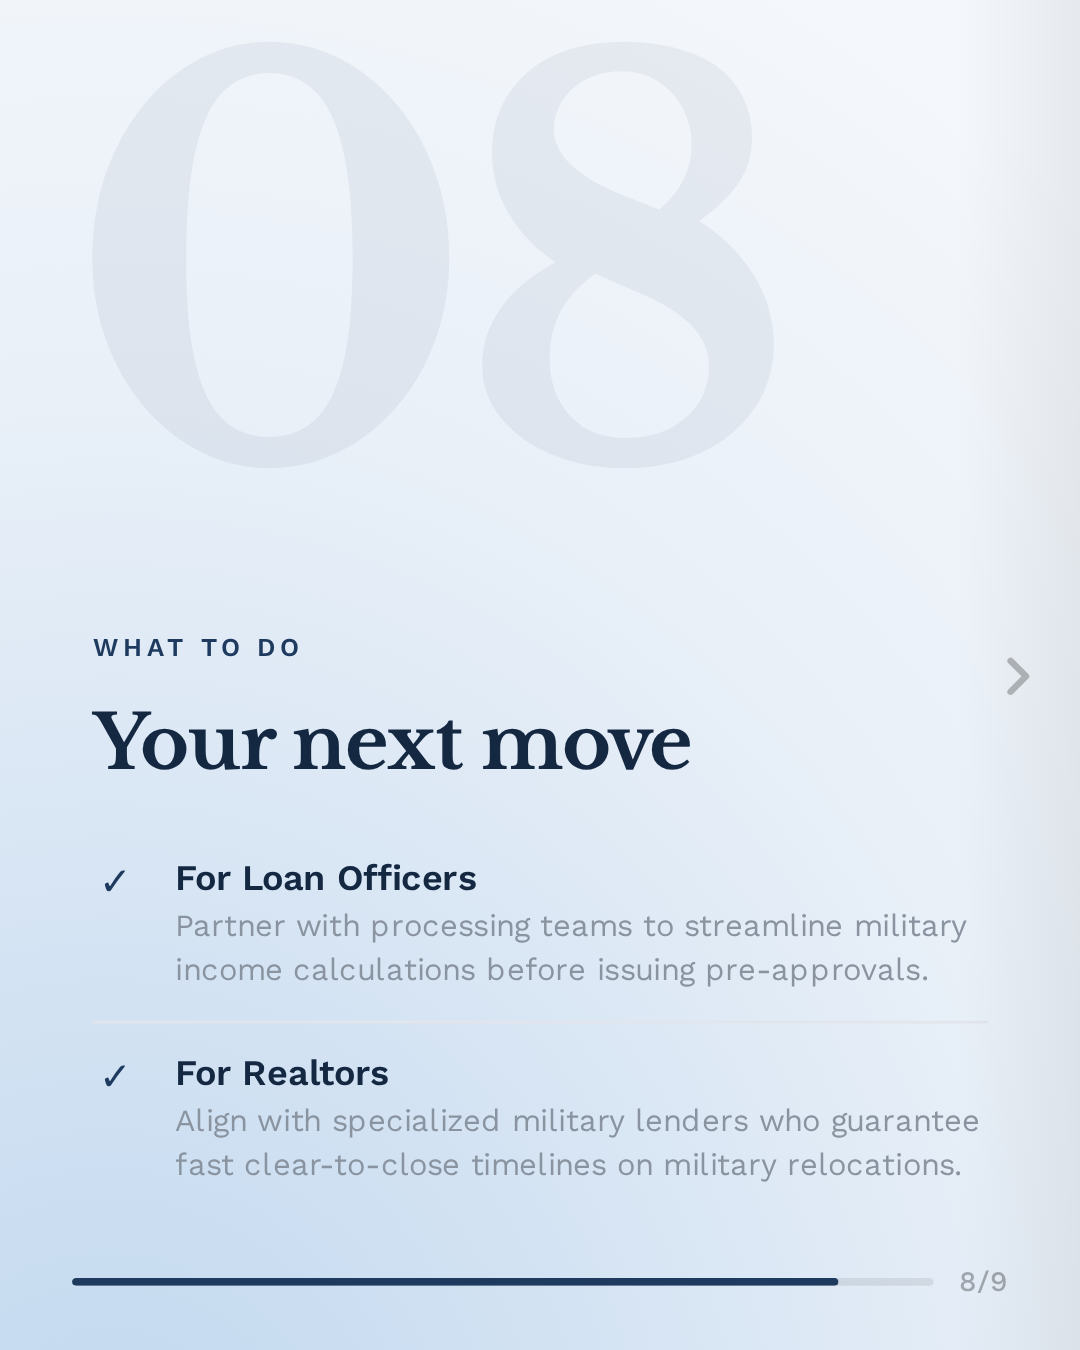 08
WHAT TO DO
Your next move
✓ For Loan Officers
Partner with processing teams to streamline military
income calculations before issuing pre-approvals.
✓ For Realtors
Align with specialized military lenders who guarantee
fast clear-to-close timelines on military relocations.
8/9